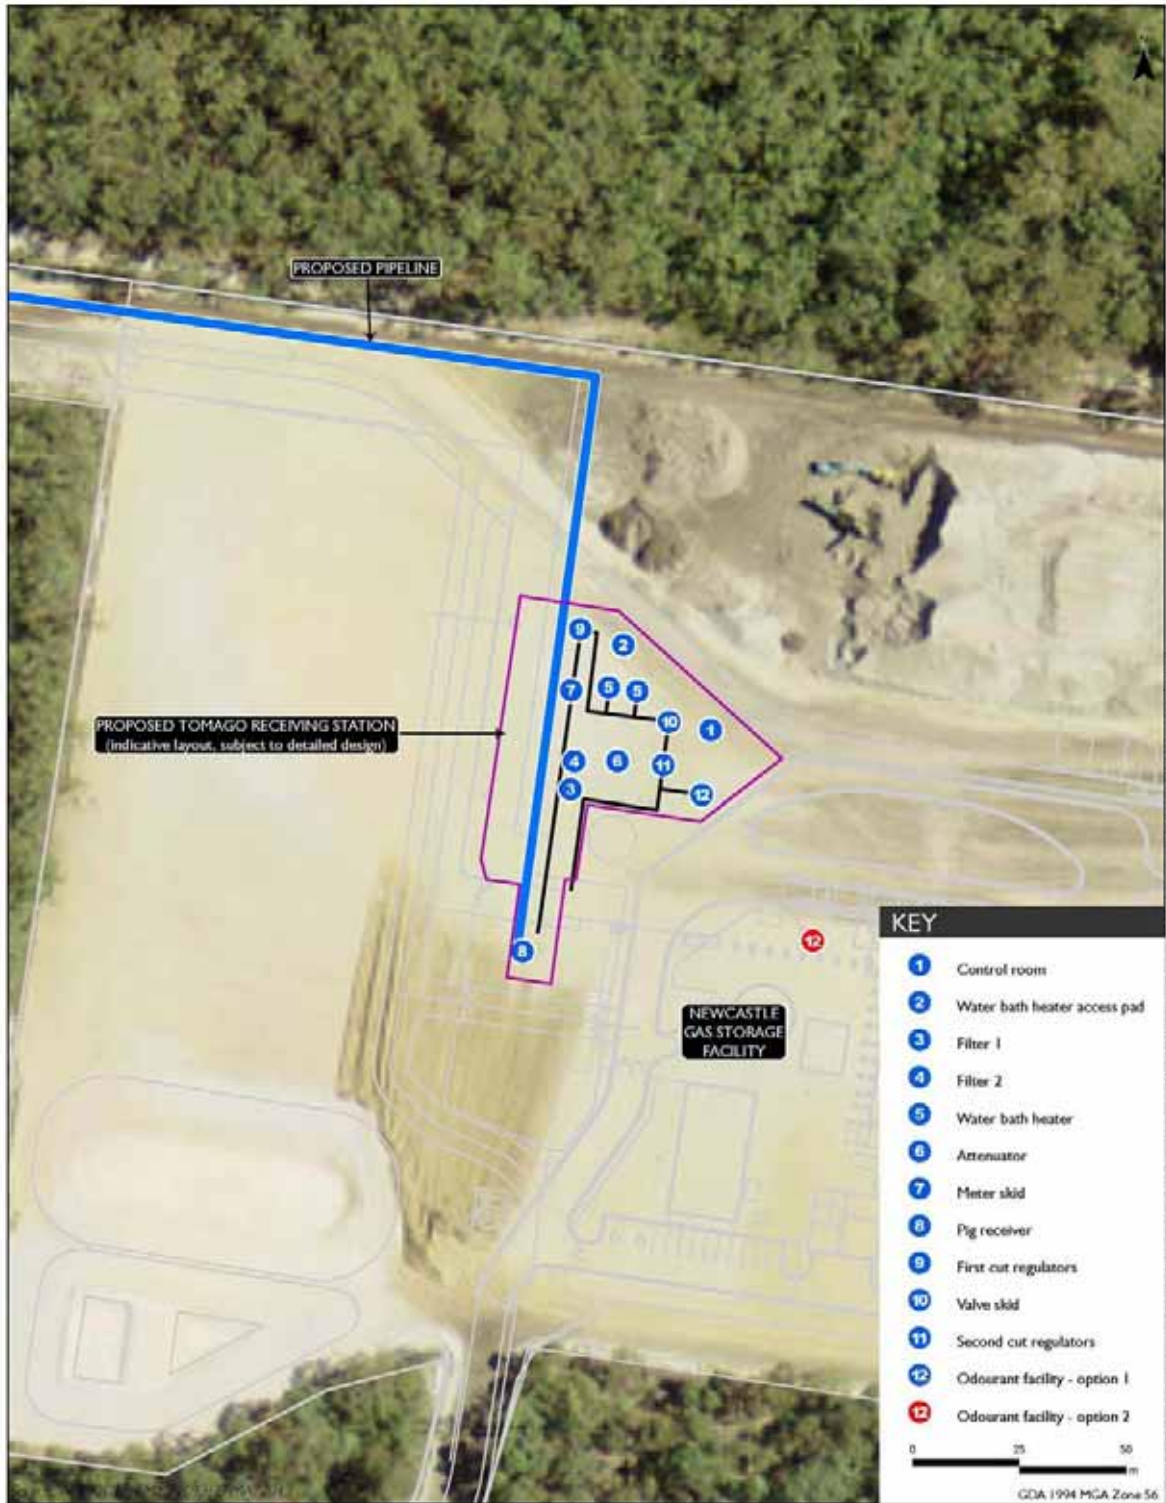 PROPOSED PIPELINE
9
2
7
5
5
10
1
PROPOSED TOMAGO RECEIVING STATION
(indicative layout, subject to detailed design)
4
6
11
3
12
8
12
NEWCASTLE
GAS STORAGE
FACILITY
KEY
1 Control room
2 Water bath heater access pad
3 Filter 1
4 Filter 2
5 Water bath heater
6 Attenuator
7 Meter skid
8 Pig receiver
9 First cut regulators
10 Valve skid
11 Second cut regulators
12 Odourant facility - option 1
12 Odourant facility - option 2
0 25 50
m
GDA 1994 MGA Zone 56